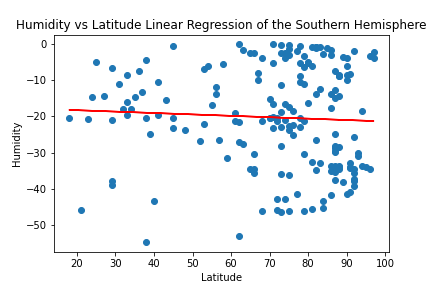 Humidity vs Latitude Linear Regression of the Southern Hemisphere
0
−10
−20
−30
−40
−50
Humidity
20 30 40 50 60 70 80 90 100
Latitude